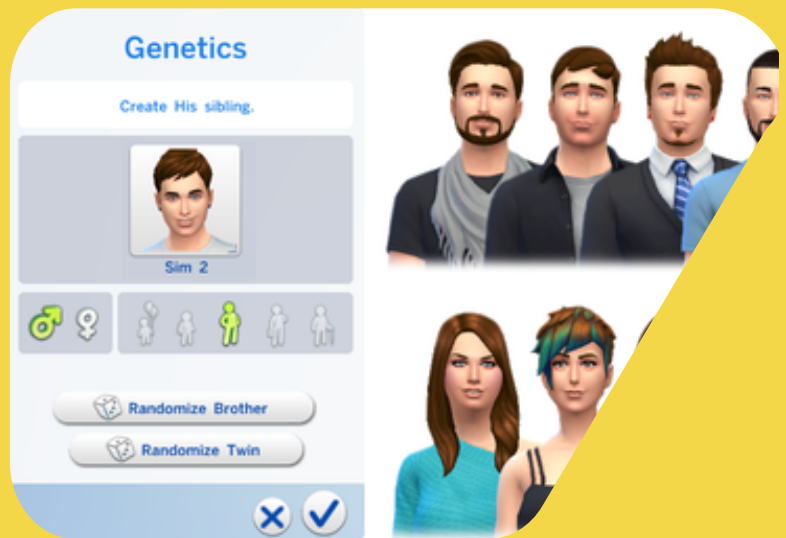 Genetics
Create His sibling.
Sim 2
Randomize Brother
Randomize Twin